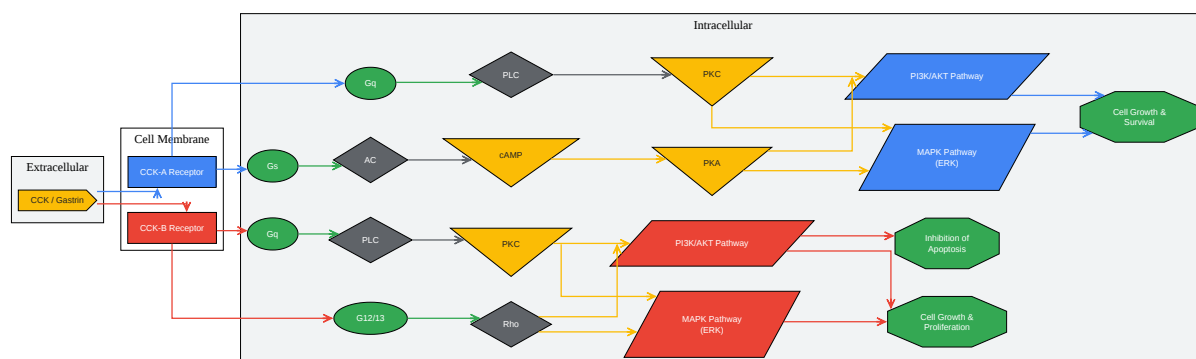 Intracellular
Gq
PLC
PKC
PI3K/AKT Pathway
Cell Growth &
Survival
Cell Membrane
CCK-A Receptor
Gs
AC
cAMP
PKA
MAPK Pathway
(ERK)
Extracellular
CCK / Gastrin
CCK-B Receptor
Gq
PLC
PKC
PI3K/AKT Pathway
Inhibition of
Apoptosis
G12/13
Rho
MAPK Pathway
(ERK)
Cell Growth &
Proliferation